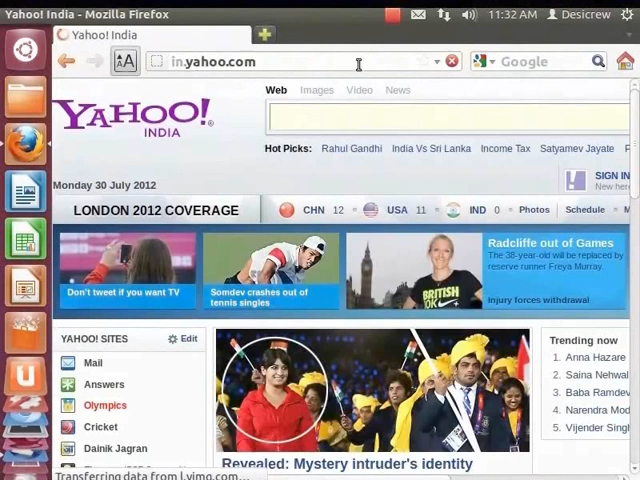 Yahoo! India - Mozilla Firefox
11:32 AM Desicrew
Yahoo! India
AA in.yahoo.com Google
Web Images Video News
YAHOO!
INDIA
Hot Picks: Rahul Gandhi India Vs Sri Lanka Income Tax Satyamev Jayate
SIGN IN
New here
Monday 30 July 2012
LONDON 2012 COVERAGE CHN 12 USA 11 IND 0 Photos Schedule
Radcliffe out of Games
The 38-year-old will be replaced by
reserve runner Freya Murray.
Injury forces withdrawal
BRITISH
10K
Don't tweet if you want TV
Somdev crashes out of
tennis singles
YAHOO! SITES Edit
Mail
Answers
Olympics
Cricket
Dainik Jagran
Revealed: Mystery intruder's identity
Trending now
1. Anna Hazare
2. Saina Nehwal
3. Baba Ramdev
4. Narendra Mod
5. Vijender Singh
Transferring data from l.yimg.com...